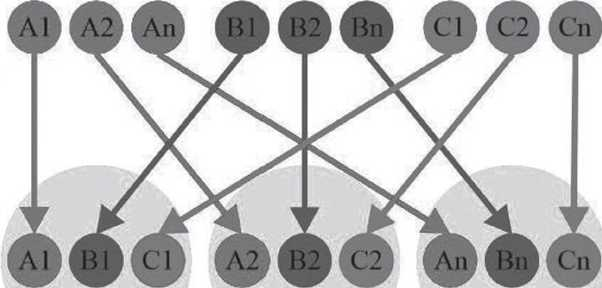 A1 A2 An B1 B2 Bn C1 C2 Cn
A1 B1 C1 A2 B2 C2 An Bn Cn